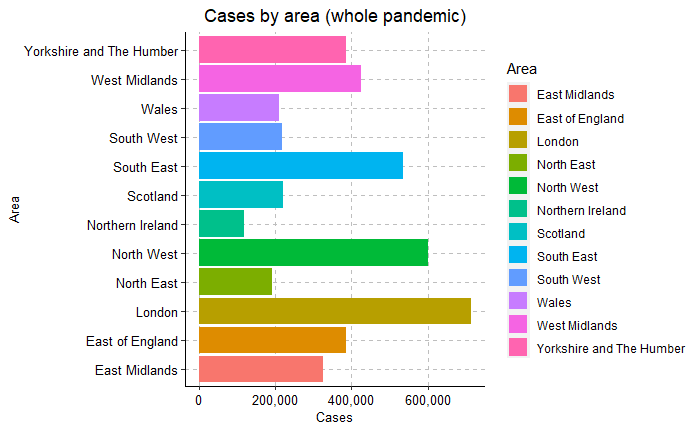 Cases by area (whole pandemic)
Yorkshire and The Humber
West Midlands
Wales
South West
South East
Scotland
Northern Ireland
North West
North East
London
East of England
East Midlands
Area
0
200,000
400,000
600,000
Cases
Area
East Midlands
East of England
London
North East
North West
Northern Ireland
Scotland
South East
South West
Wales
West Midlands
Yorkshire and The Humber